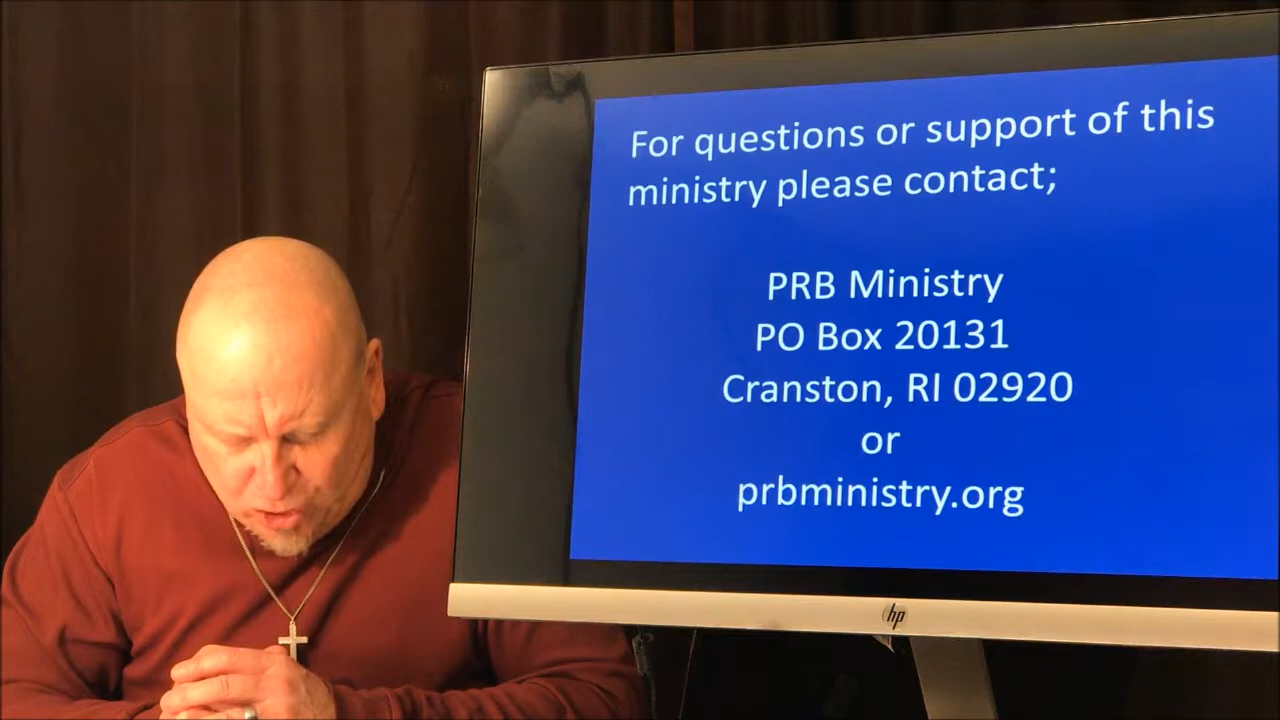 For questions or support of this
ministry please contact;
PRB Ministry
PO Box 20131
Cranston, RI 02920
or
prbministry.org
hp